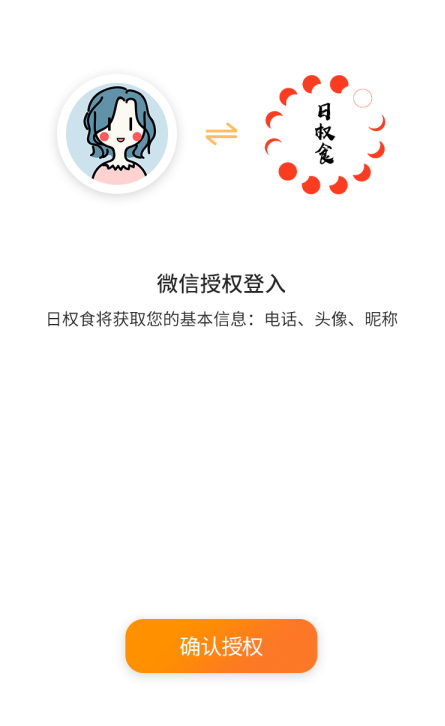 日权食
微信授权登入
日权食将获取您的基本信息：电话、头像、昵称
确认授权